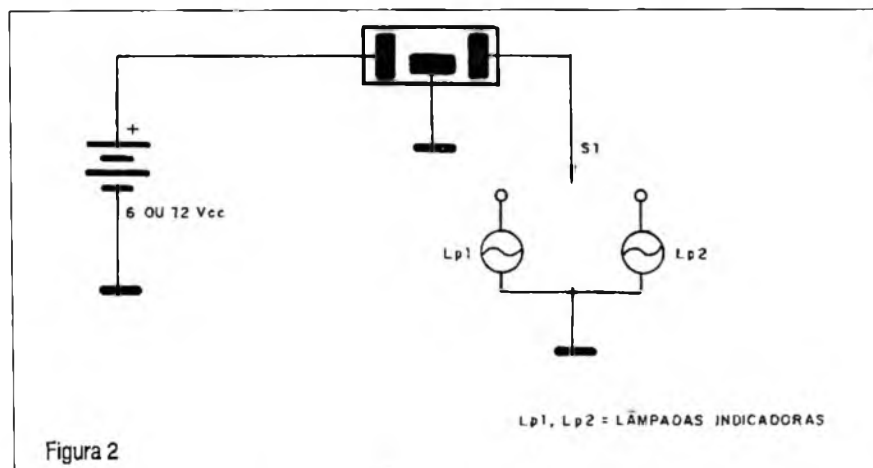 +
S1
6 OU 12 Vcc
Lp1
Lp2
Lp1, Lp2 = LÂMPADAS INDICADORAS
Figura 2